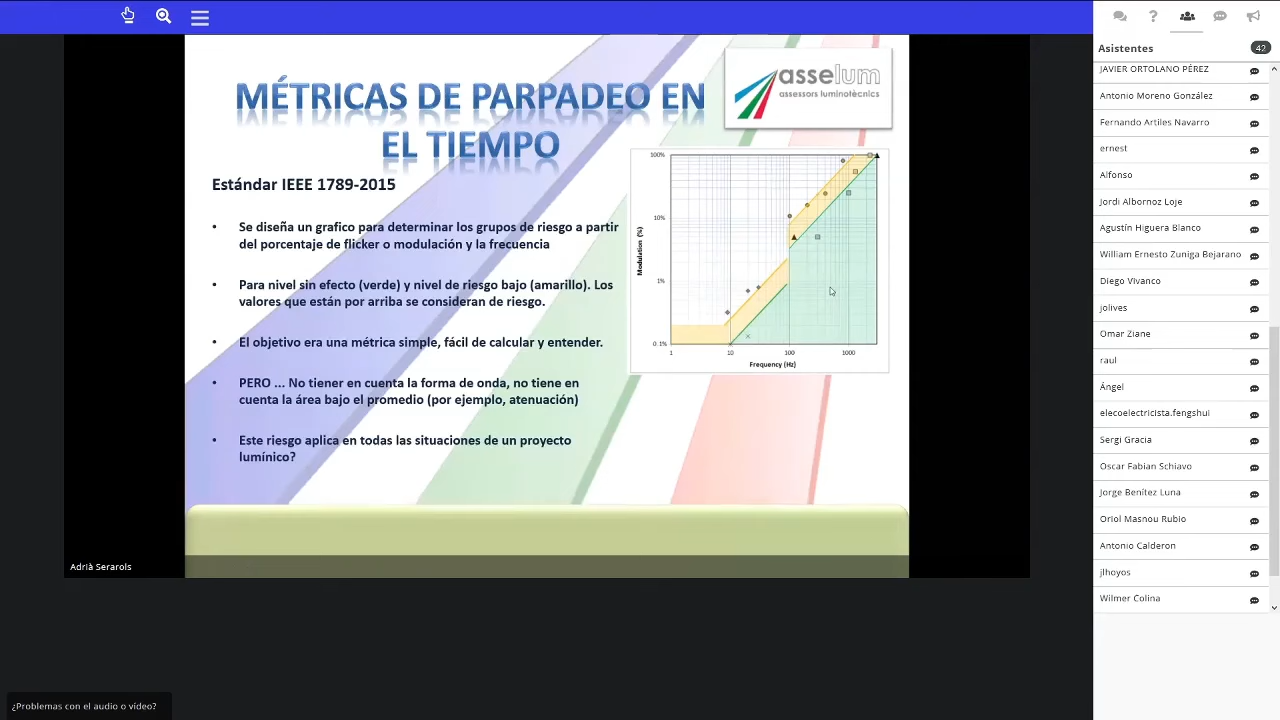 MÉTRICAS DE PARPADEO EN
EL TIEMPO
asselum
assessors luminotècnics
Estándar IEEE 1789-2015
• Se diseña un grafico para determinar los grupos de riesgo a partir
del porcentaje de flicker o modulación y la frecuencia
• Para nivel sin efecto (verde) y nivel de riesgo bajo (amarillo). Los
valores que están por arriba se consideran de riesgo.
• El objetivo era una métrica simple, fácil de calcular y entender.
• PERO ... No tiener en cuenta la forma de onda, no tiene en
cuenta la área bajo el promedio (por ejemplo, atenuación)
• Este riesgo aplica en todas las situaciones de un proyecto
lumínico?
100%
10%
1%
0.1%
Modulation (%)
1 10 100 1000
Frequency (Hz)
Adrià Serarols
¿Problemas con el audio o vídeo?
?
Asistentes 42
JAVIER ORTOLANO PÉREZ
Antonio Moreno González
Fernando Artiles Navarro
ernest
Alfonso
Jordi Albornoz Loje
Agustín Higuera Blanco
William Ernesto Zuniga Bejarano
Diego Vivanco
jolives
Omar Ziane
raul
Ángel
elecoelectricista.fengshui
Sergi Gracia
Oscar Fabian Schiavo
Jorge Benítez Luna
Oriol Masnou Rubio
Antonio Calderon
jlhoyos
Wilmer Colina